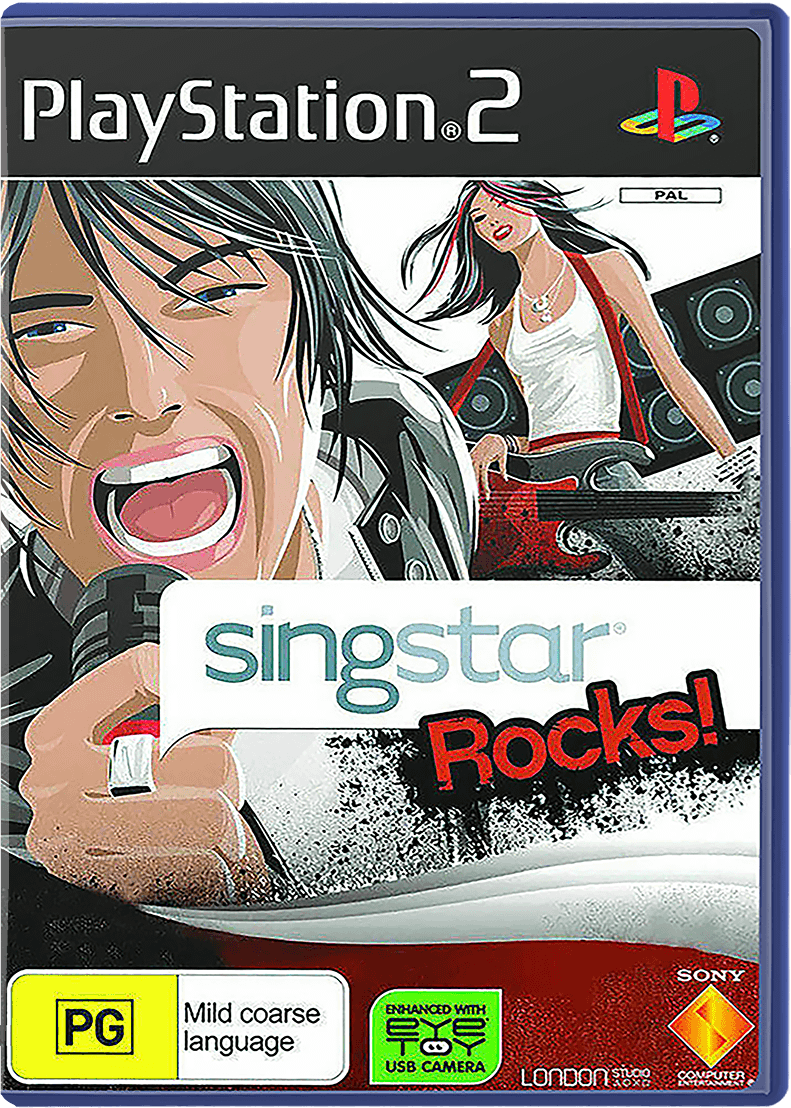 PlayStation®2
PAL
singstar®
Rocks!
PG
Mild coarse
language
ENHANCED WITH
EYE
TOY
USB CAMERA
LONDON STUDIO
SONY
COMPUTER
ENTERTAINMENT